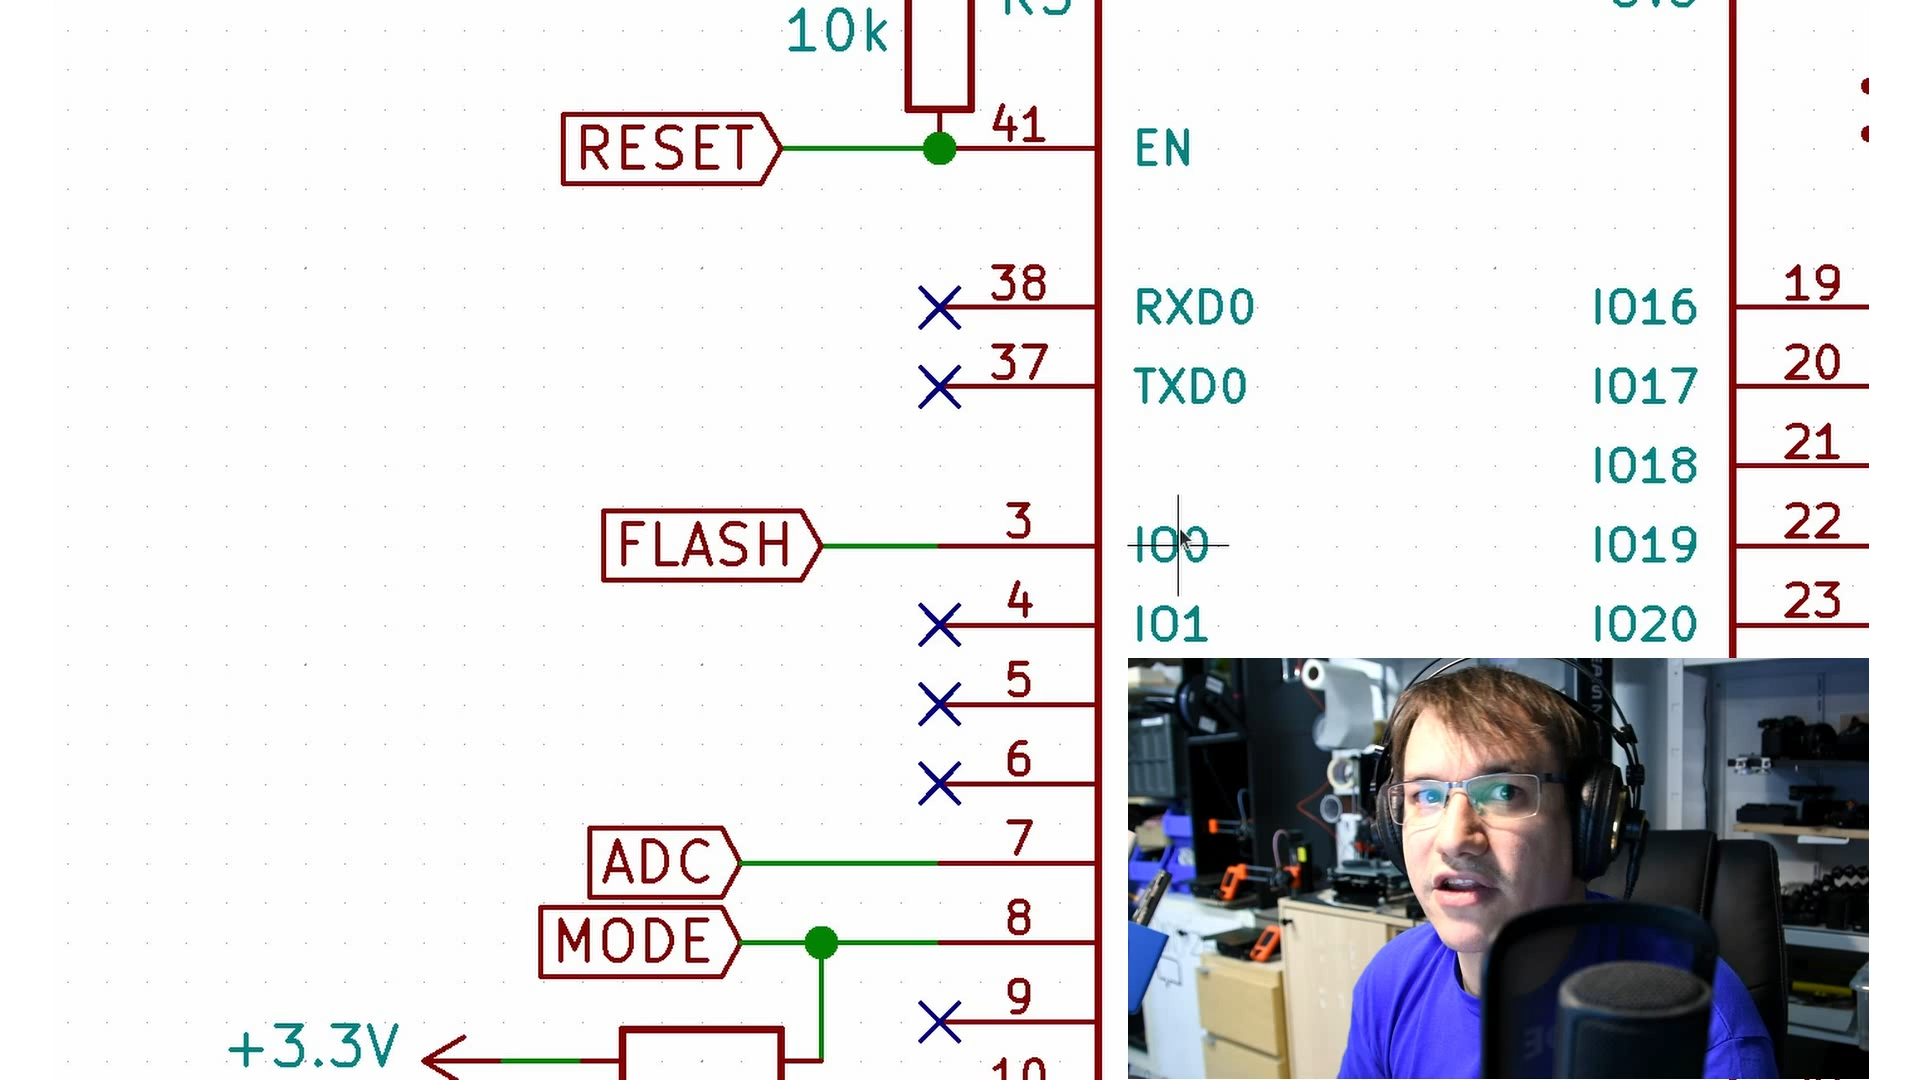 10k
RESET
41
EN
38
RXD0
IO16
19
37
TXD0
IO17
20
21
IO18
FLASH
3
IO0
IO19
22
4
IO1
IO20
23
5
6
ADC
7
MODE
8
9
+3.3V
10